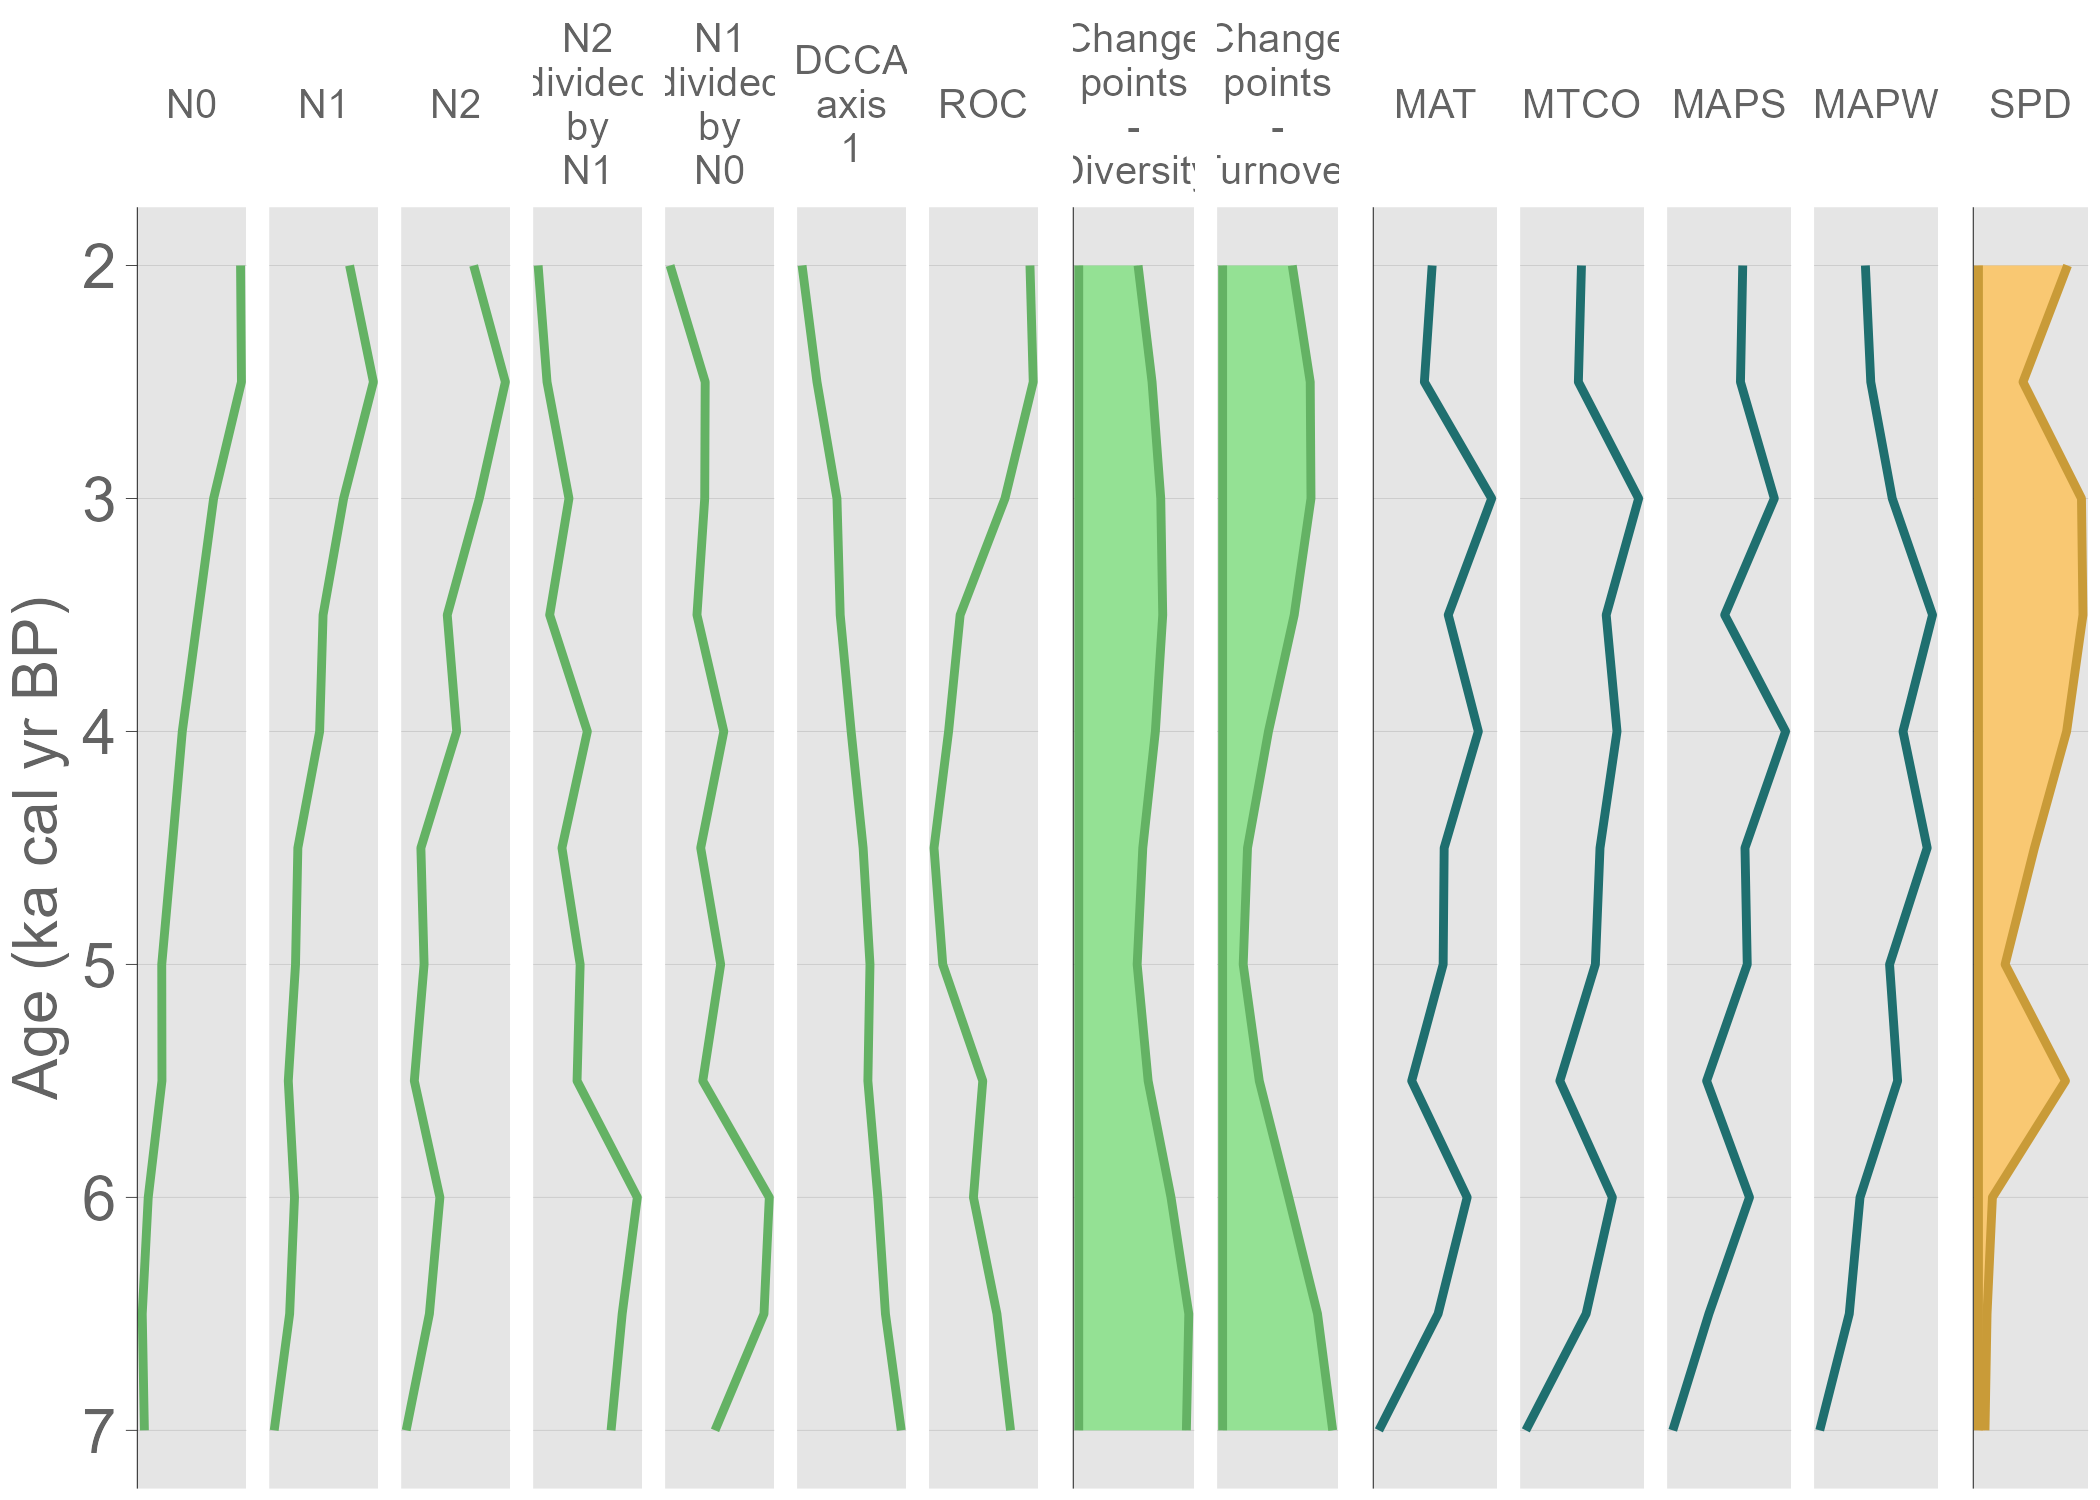 N0
N1
N2
N2
divided
by
N1
N1
divided
by
N0
DCCA
axis
1
ROC
Change
points
-
Diversity
Change
points
-
Turnover
MAT
MTCO
MAPS
MAPW
SPD
Age (ka cal yr BP)
2
3
4
5
6
7